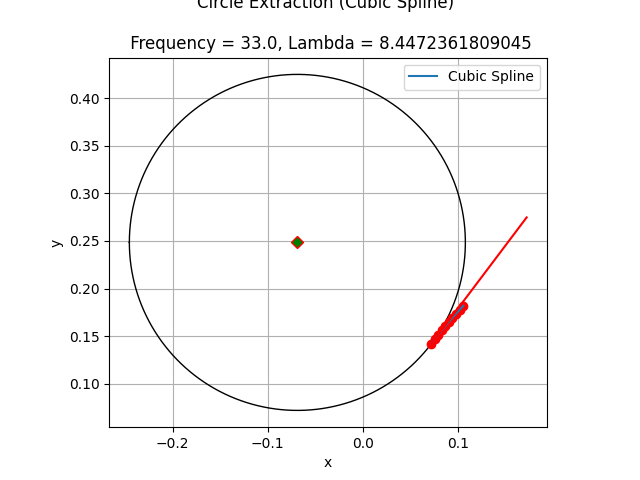 Circle Extraction (Cubic Spline)
Frequency = 33.0, Lambda = 8.4472361809045
Cubic Spline
0.40
0.35
0.30
0.25
0.20
0.15
0.10
y
−0.2
−0.1
0.0
0.1
x